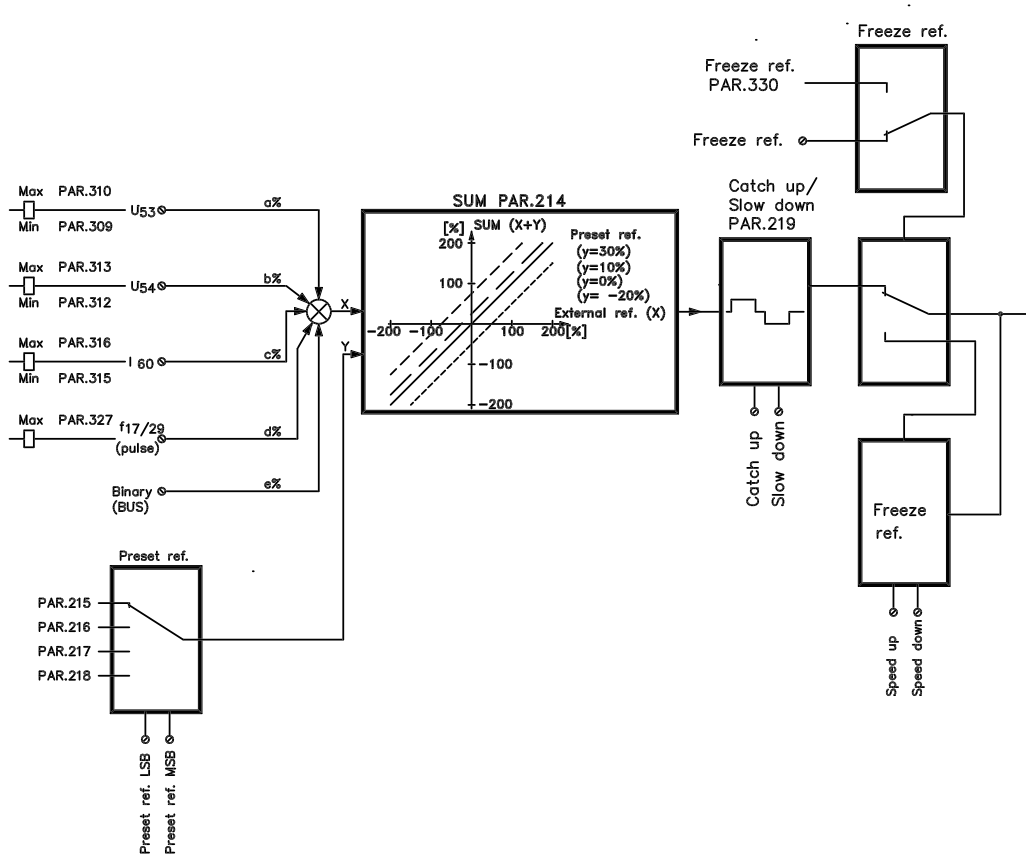 Freeze ref.
Freeze ref.
PAR.330
Freeze ref.
Max PAR.310
U53 a%
Min PAR.309
Max PAR.313
U54 b%
Min PAR.312
Max PAR.316
I 60 c%
Min PAR.315
Max PAR.327
f17/29 d%
(pulse)
Binary e%
(BUS)
X
Y
SUM PAR.214
[%] SUM (X+Y)
200
100
-200 -100 100 200[%]
-100
-200
Preset ref.
(y=30%)
(y=10%)
(y=0%)
(y= -20%)
External ref. (X)
Catch up/
Slow down
PAR.219
Catch up
Slow down
Freeze
ref.
Speed up
Speed down
Preset ref.
PAR.215
PAR.216
PAR.217
PAR.218
Preset ref. LSB
Preset ref. MSB